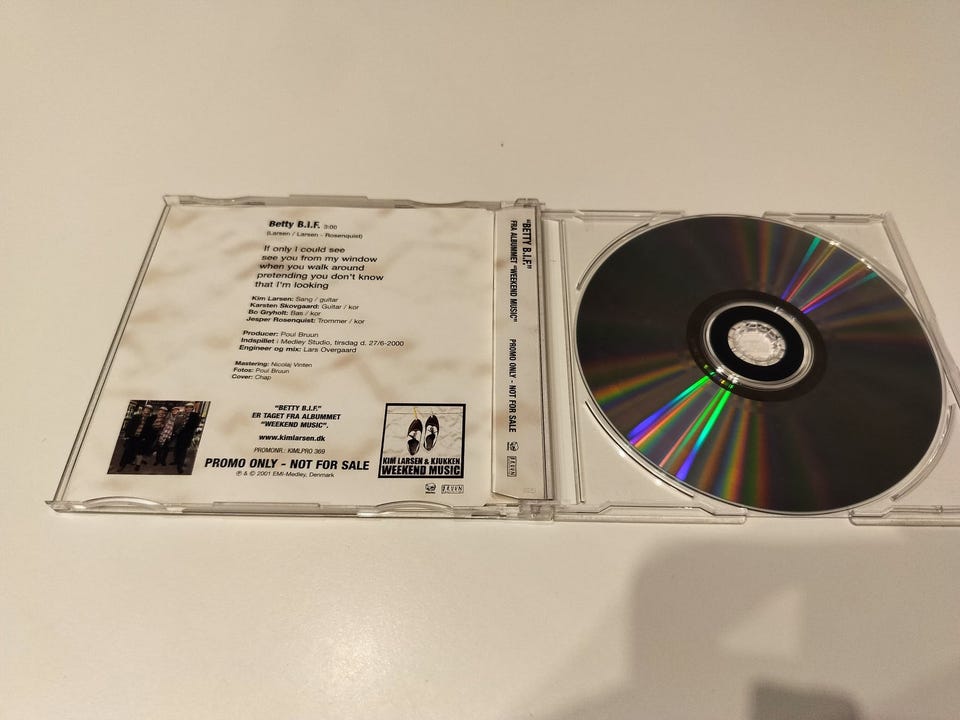 Betty B.I.F. 3:00
(Larsen / Larsen - Rosenquist)
If only I could see
see you from my window
when you walk around
pretending you don't know
that I'm looking
Kim Larsen: Sang / guitar
Karsten Skovgaard: Guitar / kor
Bo Gryholt: Bas / kor
Jesper Rosenquist: Trommer / kor
Producer: Poul Bruun
Indspillet i Medley Studio, tirsdag d. 27/6-2000
Engineer og mix: Lars Overgaard
Mastering: Nicolaj Vinten
Fotos: Poul Bruun
Cover: Chap
"BETTY B.I.F."
ER TAGET FRA ALBUMMET
"WEEKEND MUSIC".
www.kimlarsen.dk
PROMONR.: KIMLPRO 369
PROMO ONLY - NOT FOR SALE
℗ & © 2001 EMI-Medley, Denmark
KIM LARSEN & KJUKKEN
WEEKEND MUSIC
BRUUN
"BETTY B.I.F."
FRA ALBUMMET "WEEKEND MUSIC"
PROMO ONLY - NOT FOR SALE
BRUUN